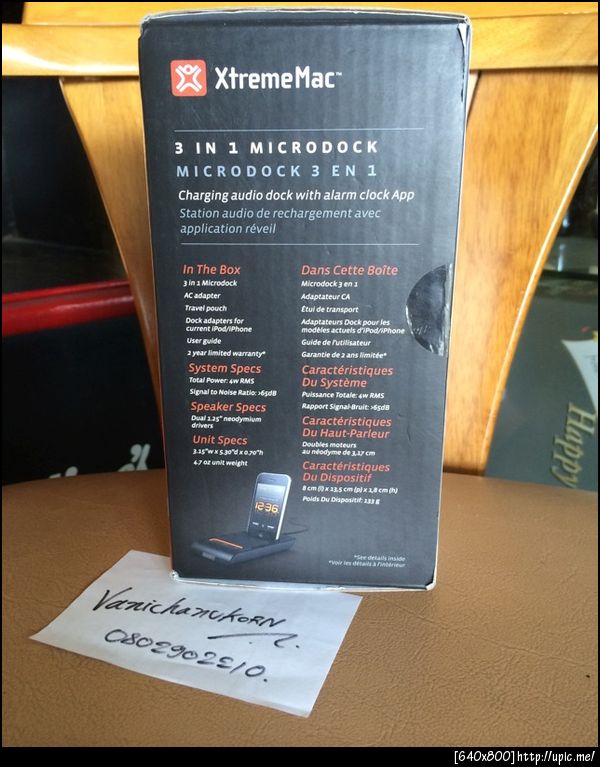 XtremeMac™
3 IN 1 MICRODOCK
MICRODOCK 3 EN 1
Charging audio dock with alarm clock App
Station audio de rechargement avec
application réveil
In The Box
3 in 1 Microdock
AC adapter
Travel pouch
Dock adapters for
current iPod/iPhone
User guide
2 year limited warranty*
System Specs
Total Power: 4W RMS
Signal to Noise Ratio: >65dB
Speaker Specs
Dual 1.25" neodymium
drivers
Unit Specs
3.15"w x 5.30"d x 0.70"h
4.7 oz unit weight
Dans Cette Boîte
Microdock 3 en 1
Adaptateur CA
Étui de transport
Adaptateurs Dock pour les
modèles actuels d'iPod/iPhone
Guide de l'utilisateur
Garantie de 2 ans limitée*
Caractéristiques
Du Système
Puissance Totale: 4W RMS
Rapport Signal-Bruit: >65dB
Caractéristiques
Du Haut-Parleur
Doubles moteurs
au néodyme de 3,17 cm
Caractéristiques
Du Dispositif
8 cm (l) x 13,5 cm (p) x 1,8 cm (h)
Poids Du Dispositif: 133 g
12:36
*See details inside
*Voir les détails à l'intérieur
Happy
VanichanuKORN
0802902210.
[640x800]http://upic.me/